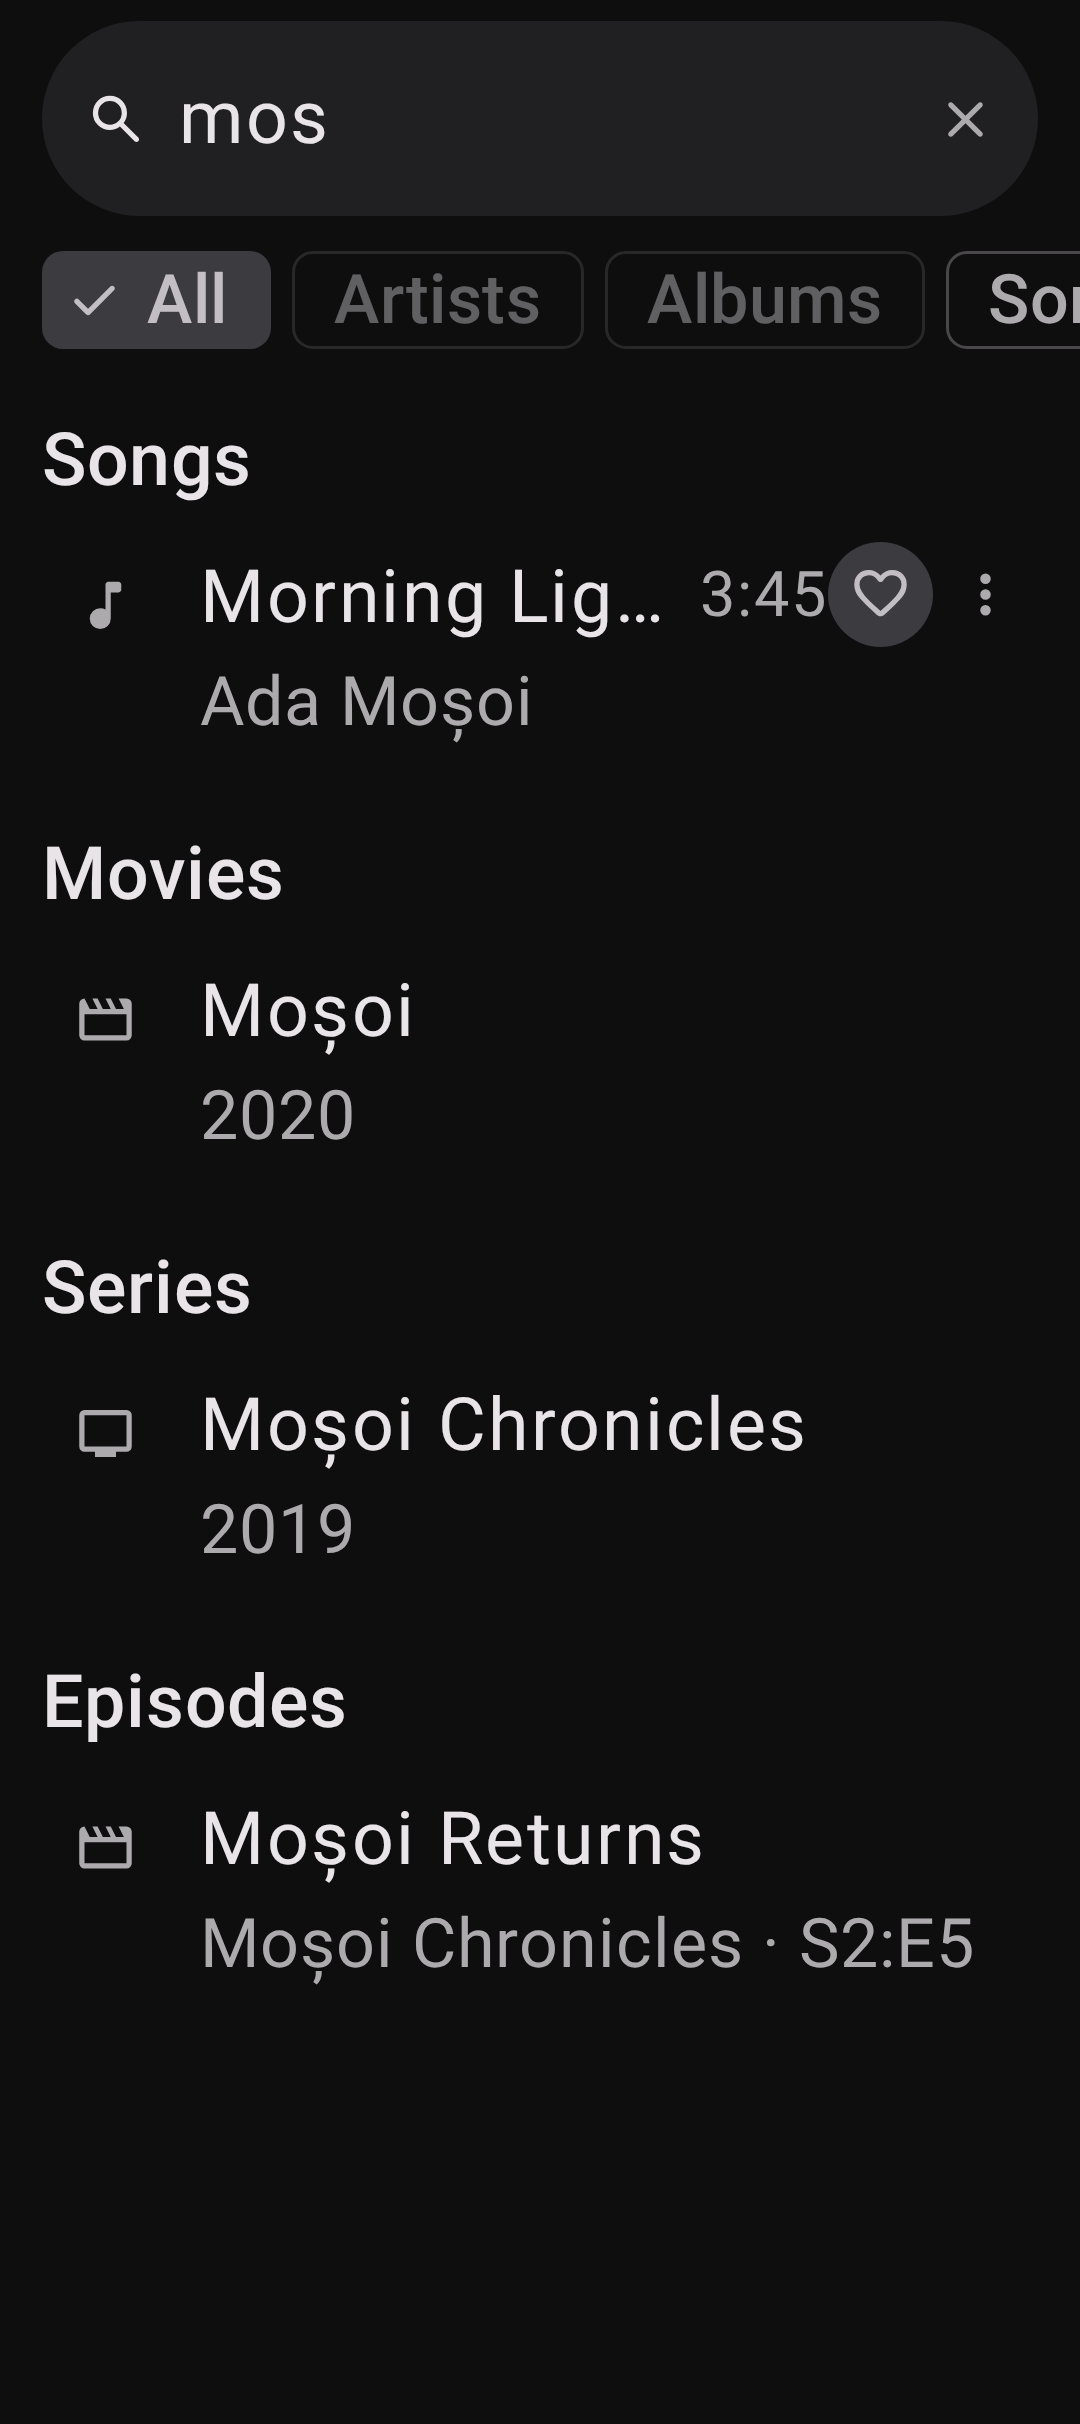 mos
All
Artists
Albums
Son
Songs
Morning Lig...
3:45
Ada Moșoi
Movies
Moșoi
2020
Series
Moșoi Chronicles
2019
Episodes
Moșoi Returns
Moșoi Chronicles · S2:E5